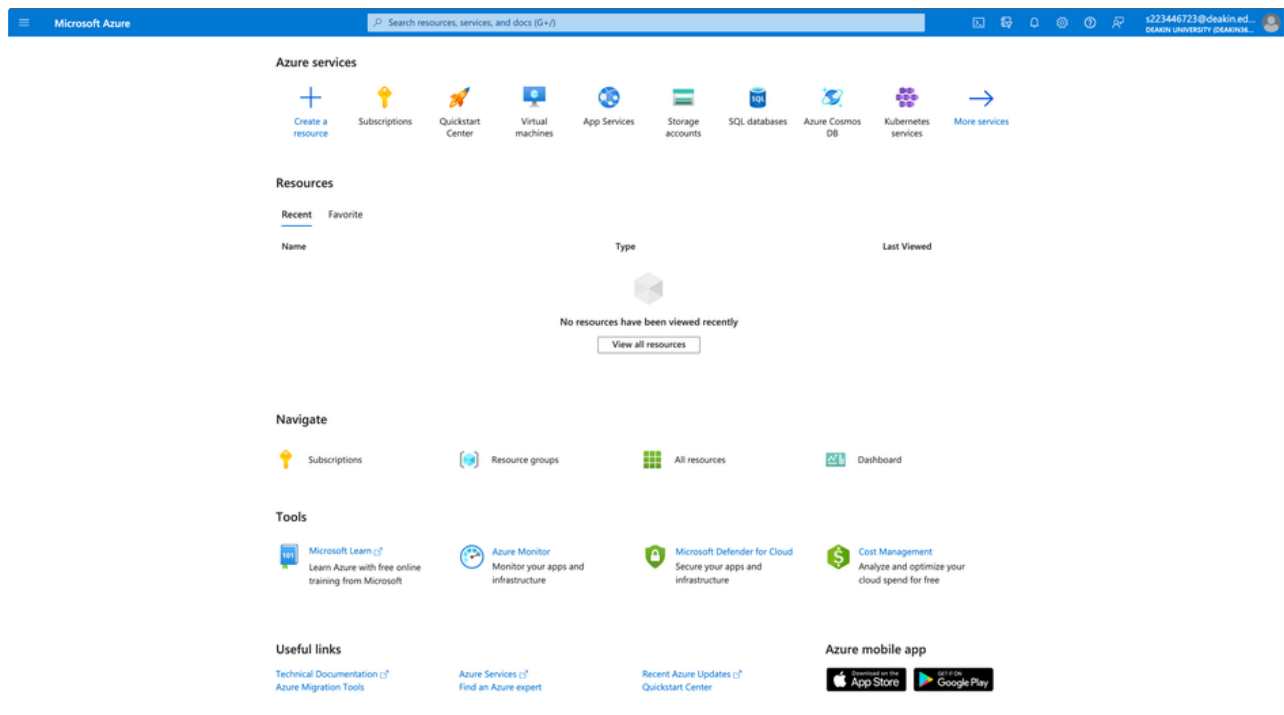 Microsoft Azure
Search resources, services, and docs (G+/)
s223446723@deakin.ed...
DEAKIN UNIVERSITY (DEAKIN36...
Azure services
Create a resource
Subscriptions
Quickstart Center
Virtual machines
App Services
Storage accounts
SQL
SQL databases
Azure Cosmos DB
Kubernetes services
More services
Resources
Recent Favorite
Name Type Last Viewed
No resources have been viewed recently
View all resources
Navigate
Subscriptions Resource groups All resources Dashboard
Tools
101
Microsoft Learn
Learn Azure with free online
training from Microsoft
Azure Monitor
Monitor your apps and
infrastructure
Microsoft Defender for Cloud
Secure your apps and
infrastructure
Cost Management
Analyze and optimize your
cloud spend for free
Useful links
Technical Documentation Azure Services Recent Azure Updates
Azure Migration Tools Find an Azure expert Quickstart Center
Azure mobile app
Download on the
App Store
GET IT ON
Google Play